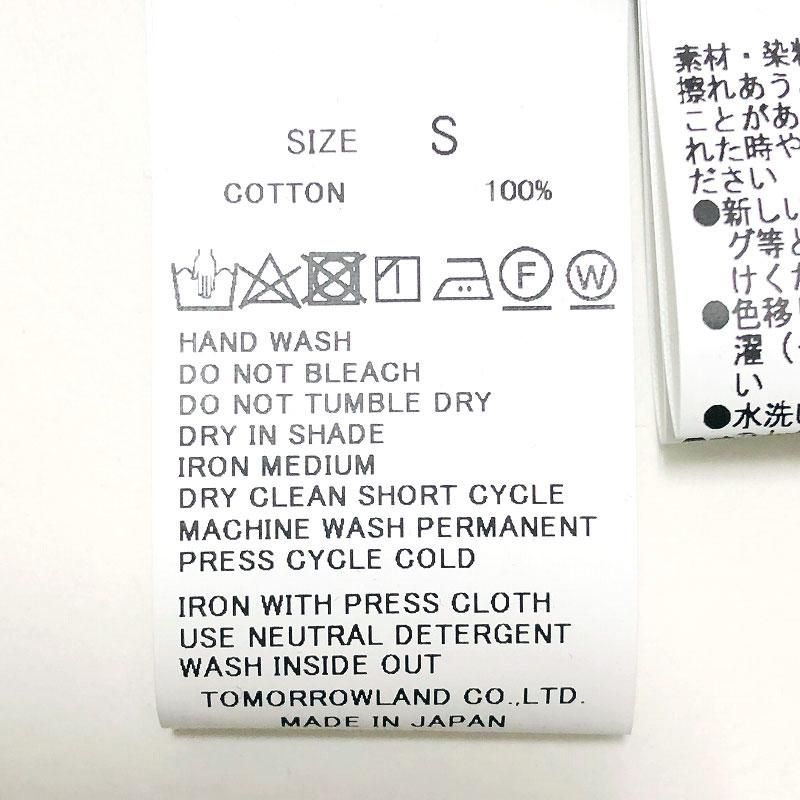 SIZE S
COTTON 100%
F W
HAND WASH
DO NOT BLEACH
DO NOT TUMBLE DRY
DRY IN SHADE
IRON MEDIUM
DRY CLEAN SHORT CYCLE
MACHINE WASH PERMANENT
PRESS CYCLE COLD
IRON WITH PRESS CLOTH
USE NEUTRAL DETERGENT
WASH INSIDE OUT
TOMORROWLAND CO.,LTD.
MADE IN JAPAN
素材・染
擦れあう
ことがあ
れた時や
ださい
●新しい
グ等と
けくだ
●色移り
濯(
い
●水洗い